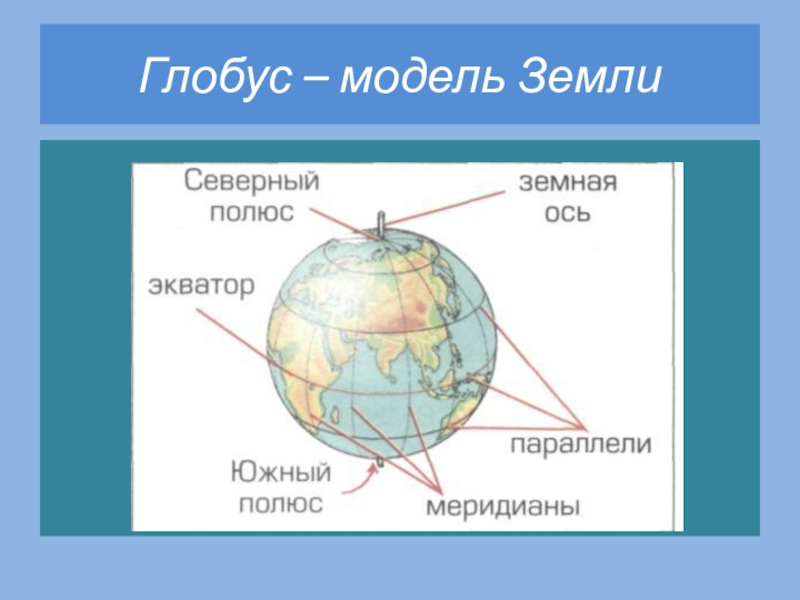 Глобус – модель Земли
Северный
полюс
земная
ось
экватор
параллели
Южный
полюс
меридианы